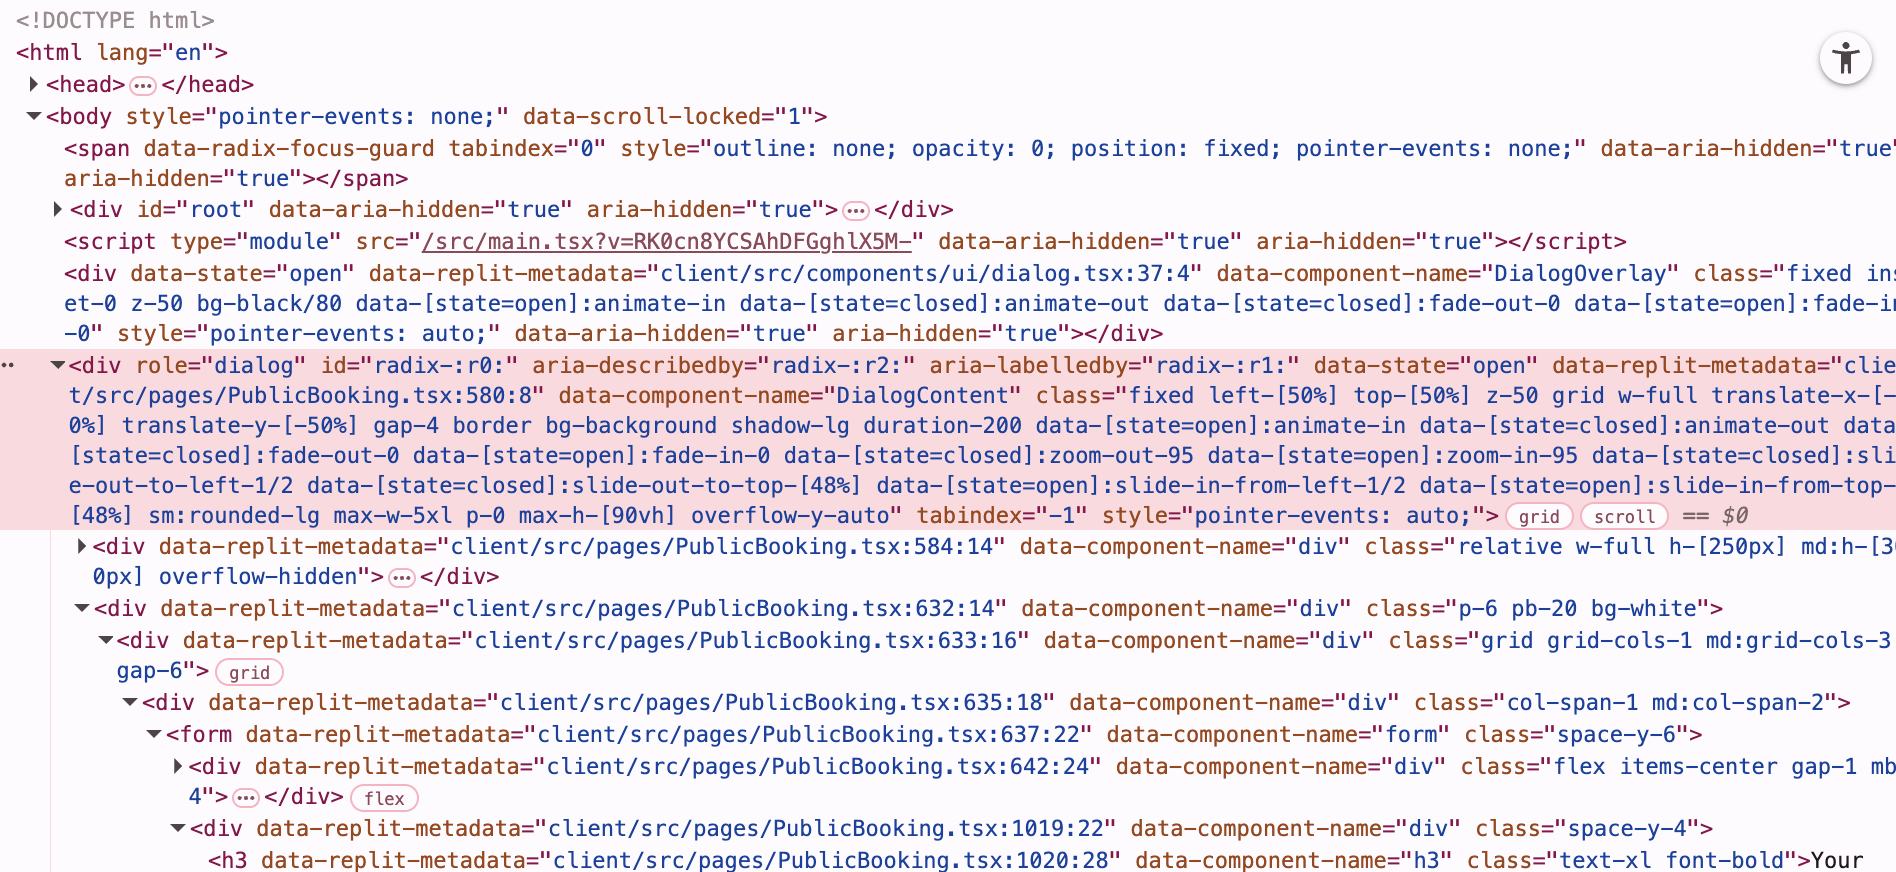 <!DOCTYPE html>
<html lang="en">
<head> ••• </head>
<body style="pointer-events: none;" data-scroll-locked="1">
<span data-radix-focus-guard tabindex="0" style="outline: none; opacity: 0; position: fixed; pointer-events: none;" data-aria-hidden="true"
aria-hidden="true"></span>
<div id="root" data-aria-hidden="true" aria-hidden="true"> ••• </div>
<script type="module" src="/src/main.tsx?v=RK0cn8YCSAhDFGghlX5M-" data-aria-hidden="true" aria-hidden="true"></script>
<div data-state="open" data-replit-metadata="client/src/components/ui/dialog.tsx:37:4" data-component-name="DialogOverlay" class="fixed ins
et-0 z-50 bg-black/80 data-[state=open]:animate-in data-[state=closed]:animate-out data-[state=closed]:fade-out-0 data-[state=open]:fade-in
-0" style="pointer-events: auto;" data-aria-hidden="true" aria-hidden="true"></div>
<div role="dialog" id="radix-:r0:" aria-describedby="radix-:r2:" aria-labelledby="radix-:r1:" data-state="open" data-replit-metadata="clie
t/src/pages/PublicBooking.tsx:580:8" data-component-name="DialogContent" class="fixed left-[50%] top-[50%] z-50 grid w-full translate-x-[-
0%] translate-y-[-50%] gap-4 border bg-background shadow-lg duration-200 data-[state=open]:animate-in data-[state=closed]:animate-out data
[state=closed]:fade-out-0 data-[state=open]:fade-in-0 data-[state=closed]:zoom-out-95 data-[state=open]:zoom-in-95 data-[state=closed]:sli
e-out-to-left-1/2 data-[state=closed]:slide-out-to-top-[48%] data-[state=open]:slide-in-from-left-1/2 data-[state=open]:slide-in-from-top-
[48%] sm:rounded-lg max-w-5xl p-0 max-h-[90vh] overflow-y-auto" tabindex="-1" style="pointer-events: auto;"> grid scroll == $0
<div data-replit-metadata="client/src/pages/PublicBooking.tsx:584:14" data-component-name="div" class="relative w-full h-[250px] md:h-[30
0px] overflow-hidden"> ••• </div>
<div data-replit-metadata="client/src/pages/PublicBooking.tsx:632:14" data-component-name="div" class="p-6 pb-20 bg-white">
<div data-replit-metadata="client/src/pages/PublicBooking.tsx:633:16" data-component-name="div" class="grid grid-cols-1 md:grid-cols-3
gap-6"> grid
<div data-replit-metadata="client/src/pages/PublicBooking.tsx:635:18" data-component-name="div" class="col-span-1 md:col-span-2">
<form data-replit-metadata="client/src/pages/PublicBooking.tsx:637:22" data-component-name="form" class="space-y-6">
<div data-replit-metadata="client/src/pages/PublicBooking.tsx:642:24" data-component-name="div" class="flex items-center gap-1 mb
4"> ••• </div> flex
<div data-replit-metadata="client/src/pages/PublicBooking.tsx:1019:22" data-component-name="div" class="space-y-4">
<h3 data-replit-metadata="client/src/pages/PublicBooking.tsx:1020:28" data-component-name="h3" class="text-xl font-bold">Your